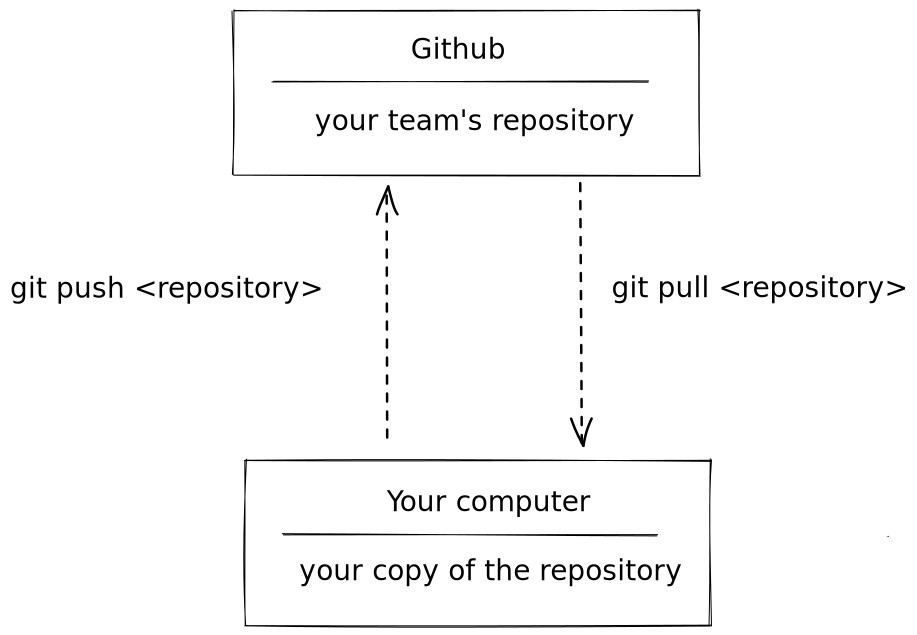 Github
your team's repository
git push <repository>
git pull <repository>
Your computer
your copy of the repository